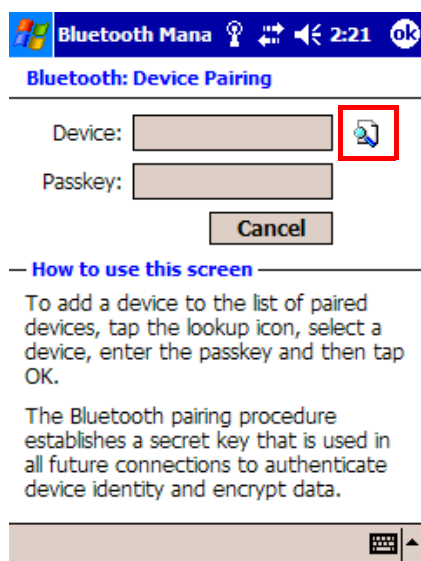 Bluetooth Mana 2:21 ok
Bluetooth: Device Pairing
Device:
Passkey:
Cancel
How to use this screen
To add a device to the list of paired
devices, tap the lookup icon, select a
device, enter the passkey and then tap
OK.
The Bluetooth pairing procedure
establishes a secret key that is used in
all future connections to authenticate
device identity and encrypt data.